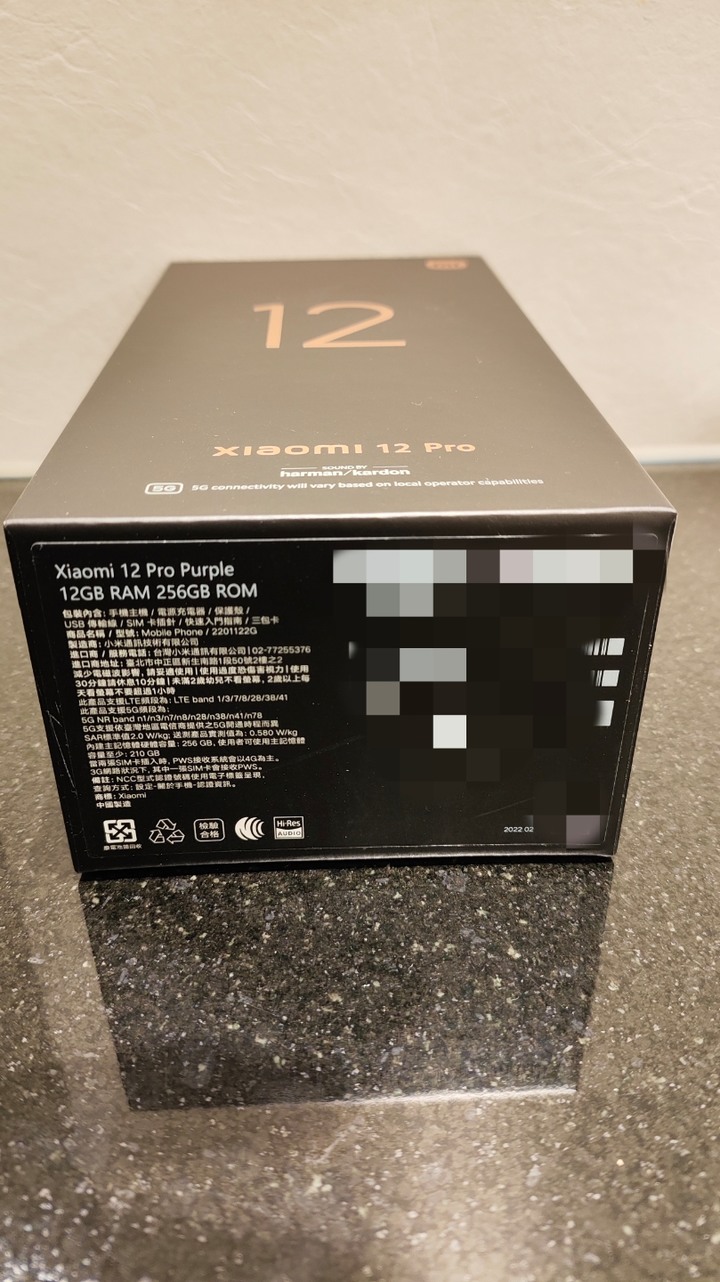 12
xiaomi 12 Pro
SOUND BY
harman/kardon
5G 5G connectivity will vary based on local operator capabilities
Xiaomi 12 Pro Purple
12GB RAM 256GB ROM
包裝內含: 手機主機 / 電源充電器 / 保護殼 /
USB 傳輸線 / SIM 卡插針 / 快速入門指南 / 三包卡
商品名稱 / 型號: Mobile Phone / 2201122G
製造商: 小米通訊技術有限公司
進口商 / 服務電話: 台灣小米通訊有限公司 | 02-77255376
進口商地址: 臺北市中正區新生南路1段50號2樓之2
減少電磁波影響, 請妥適使用 | 使用過度恐傷害視力 | 使用
30分鐘請休息10分鐘 | 未滿2歲幼兒不看螢幕, 2歲以上每
天看螢幕不要超過1小時
此產品支援LTE頻段為: LTE band 1/3/7/8/28/38/41
此產品支援5G頻段為:
5G NR band n1/n3/n7/n8/n28/n38/n41/n78
5G支援依臺灣地區電信商提供之5G開通時程而異
SAR標準值2.0 W/kg; 送測產品實測值為: 0.580 W/kg
內建主記憶體硬體容量: 256 GB, 使用者可使用主記憶體
容量至少: 210 GB
當兩張SIM卡插入時, PWS接收系統會以4G為主。
3G網路狀況下, 其中一張SIM卡會接收PWS。
備註: NCC型式認證號碼使用電子標籤呈現,
查詢方式: 設定-關於手機-認證資訊。
商標: Xiaomi
中國製造
廢電池請回收
檢驗
合格
Hi-Res
AUDIO
2022 02